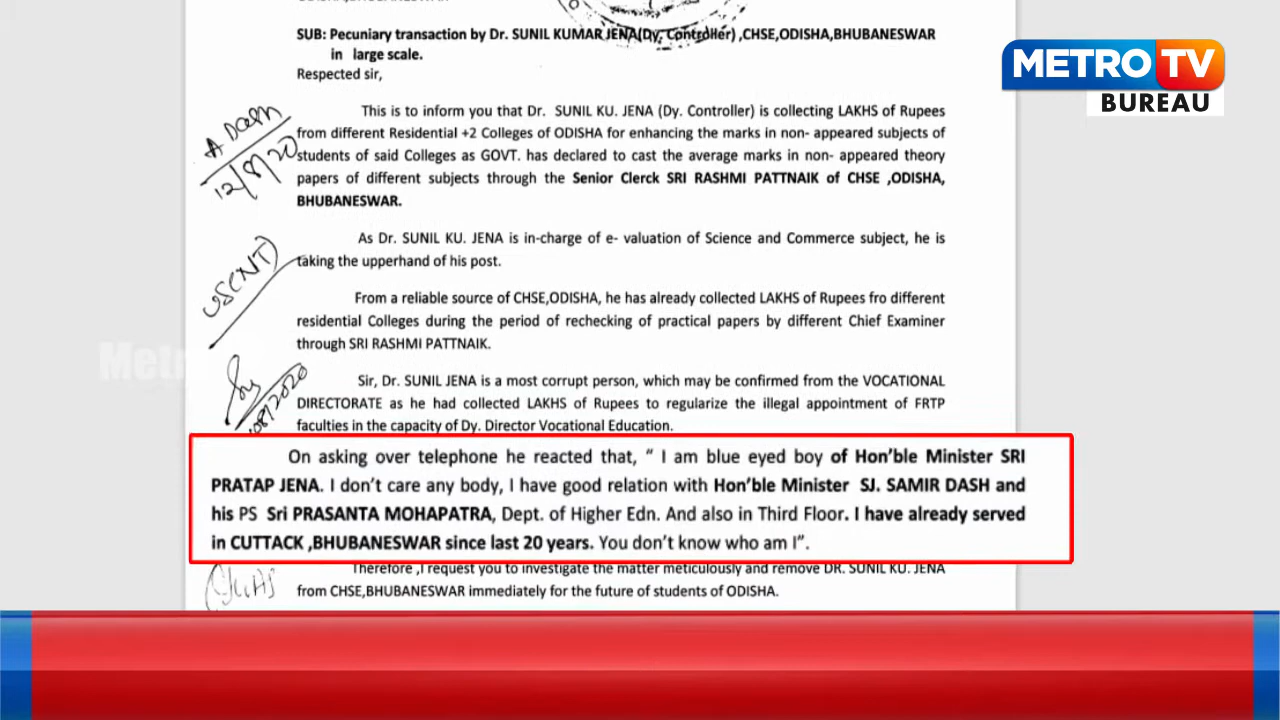 SUB: Pecuniary transaction by Dr. SUNIL KUMAR JENA(Dy. Controller) ,CHSE,ODISHA,BHUBANESWAR
in large scale.
Respected sir,
METRO TV
BUREAU
This is to inform you that Dr. SUNIL KU. JENA (Dy. Controller) is collecting LAKHS of Rupees
from different Residential +2 Colleges of ODISHA for enhancing the marks in non- appeared subjects of
students of said Colleges as GOVT. has declared to cast the average marks in non- appeared theory
papers of different subjects through the Senior Clerck SRI RASHMI PATTNAIK of CHSE ,ODISHA,
BHUBANESWAR.
A Dash
12/8/20
As Dr. SUNIL KU. JENA is in-charge of e- valuation of Science and Commerce subject, he is
taking the upperhand of his post.
From a reliable source of CHSE,ODISHA, he has already collected LAKHS of Rupees fro different
residential Colleges during the period of rechecking of practical papers by different Chief Examiner
through SRI RASHMI PATTNAIK.
Metro
Sir, Dr. SUNIL JENA is a most corrupt person, which may be confirmed from the VOCATIONAL
DIRECTORATE as he had collected LAKHS of Rupees to regularize the illegal appointment of FRTP
faculties in the capacity of Dy. Director Vocational Education.
On asking over telephone he reacted that, “ I am blue eyed boy of Hon’ble Minister SRI
PRATAP JENA. I don’t care any body, I have good relation with Hon’ble Minister SJ. SAMIR DASH and
his PS Sri PRASANTA MOHAPATRA, Dept. of Higher Edn. And also in Third Floor. I have already served
in CUTTACK ,BHUBANESWAR since last 20 years. You don’t know who am I”.
Therefore ,I request you to investigate the matter meticulously and remove DR. SUNIL KU. JENA
from CHSE,BHUBANESWAR immediately for the future of students of ODISHA.